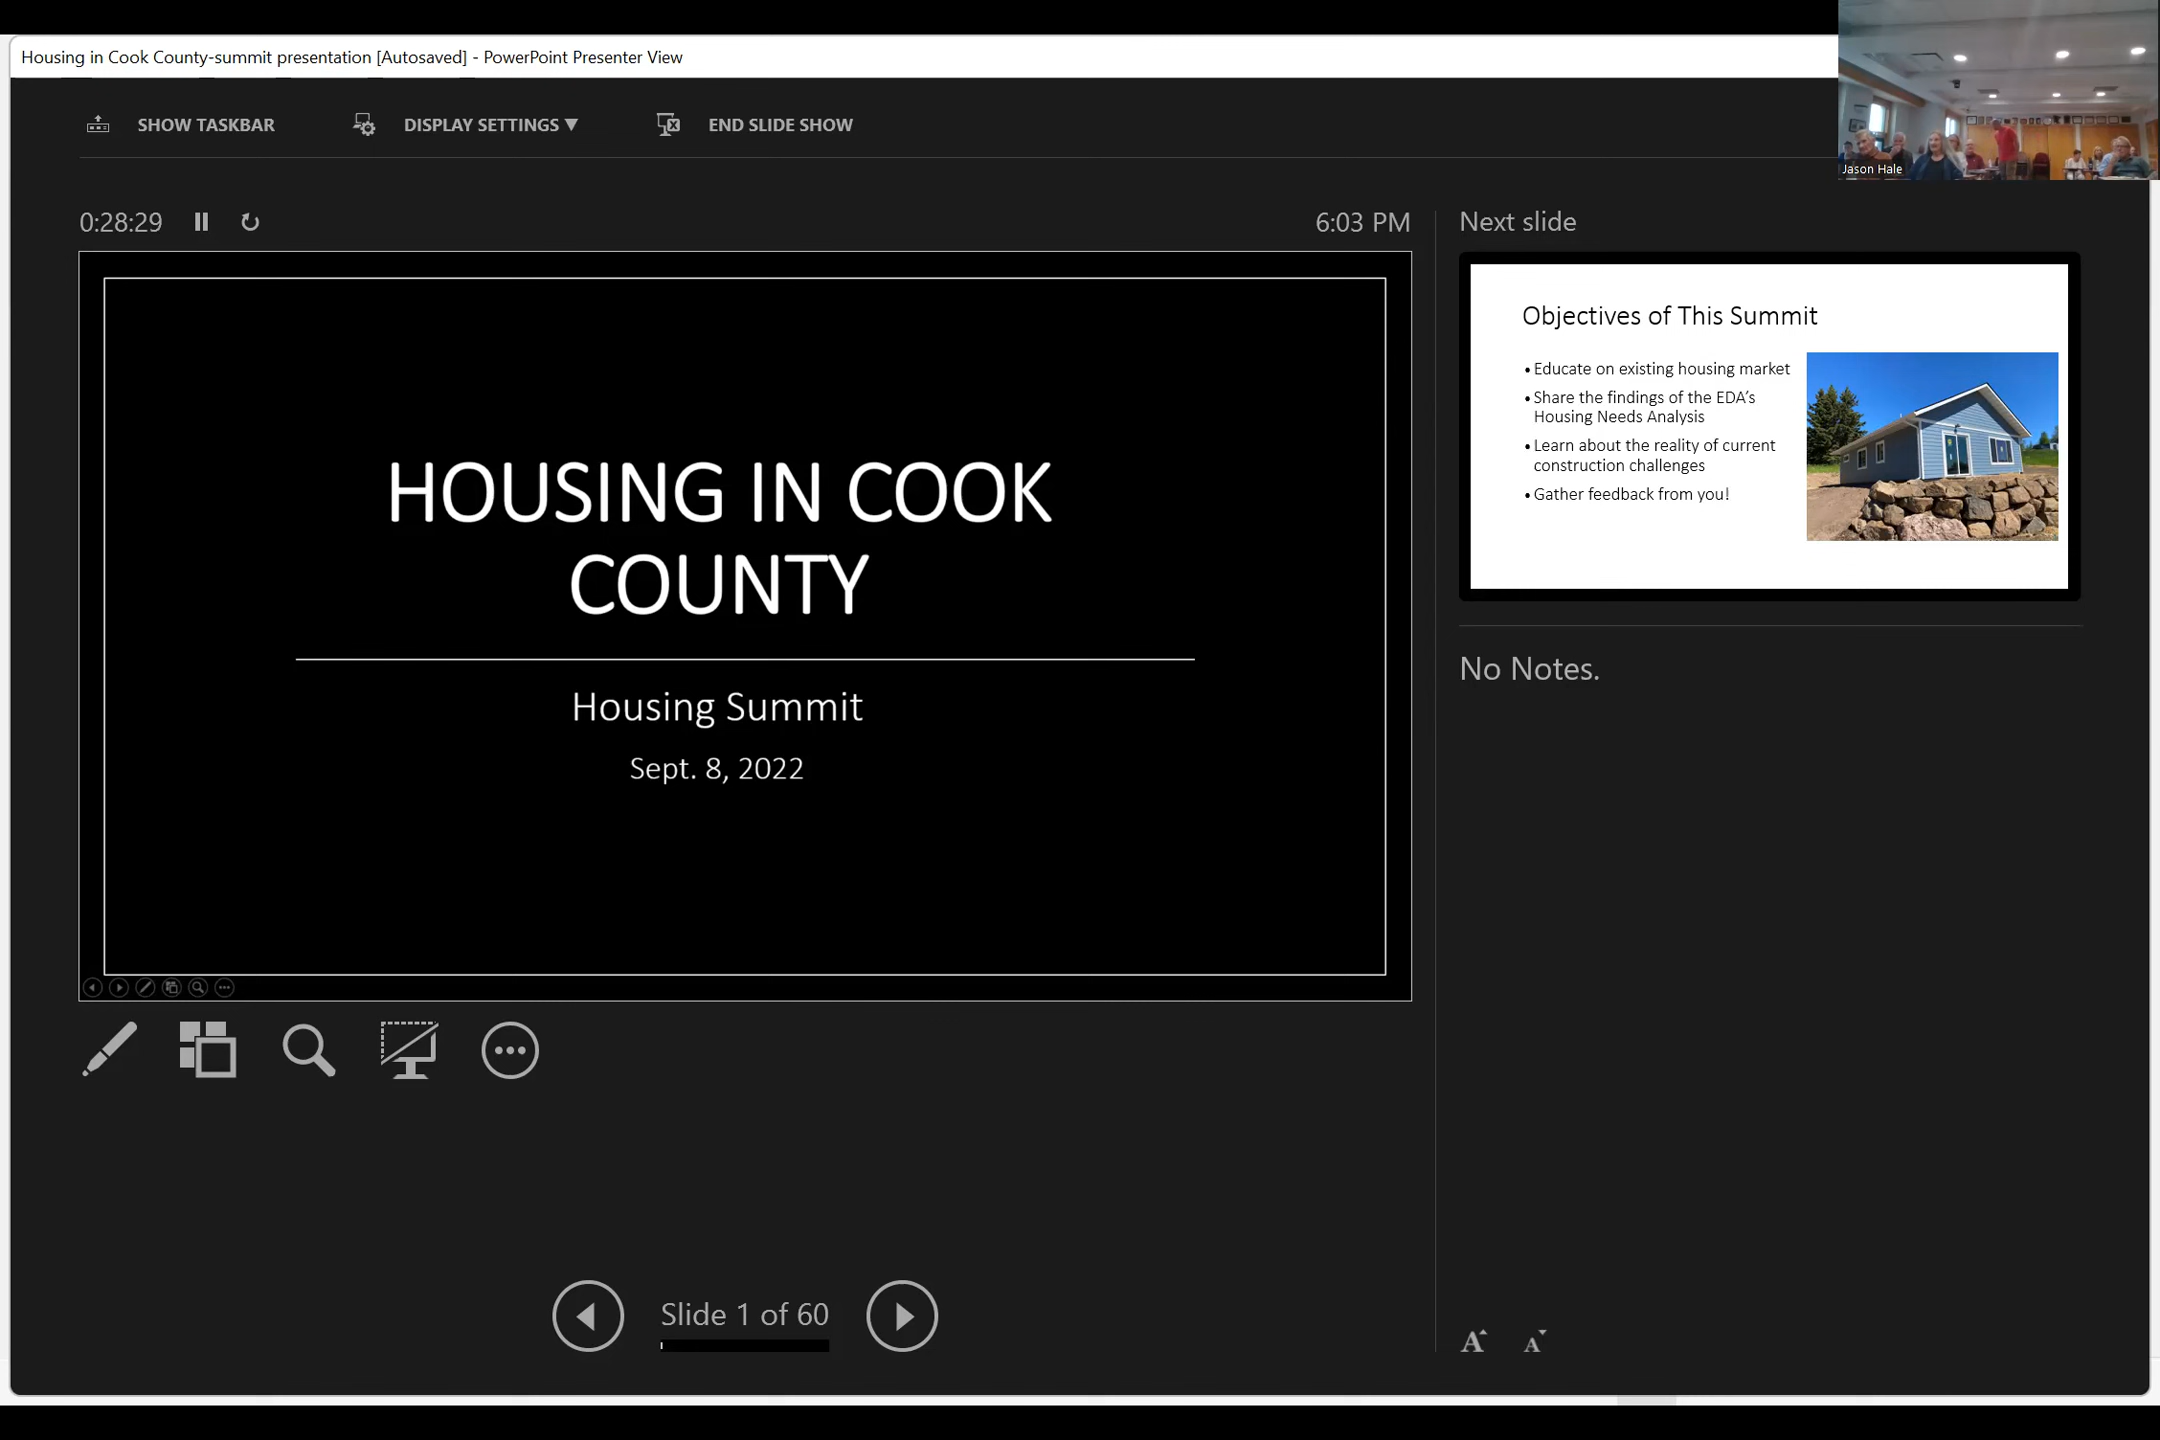 Housing in Cook County-summit presentation [Autosaved] - PowerPoint Presenter View
Jason Hale
SHOW TASKBAR
DISPLAY SETTINGS ▼
END SLIDE SHOW
0:28:29
6:03 PM
HOUSING IN COOK
COUNTY
Housing Summit
Sept. 8, 2022
Slide 1 of 60
Next slide
Objectives of This Summit
• Educate on existing housing market
• Share the findings of the EDA’s
Housing Needs Analysis
• Learn about the reality of current
construction challenges
• Gather feedback from you!
No Notes.
A A